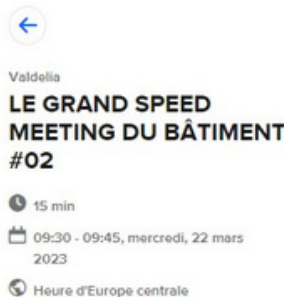 Valdelia
LE GRAND SPEED
MEETING DU BÂTIMENT
#02
15 min
09:30 - 09:45, mercredi, 22 mars
2023
Heure d'Europe centrale